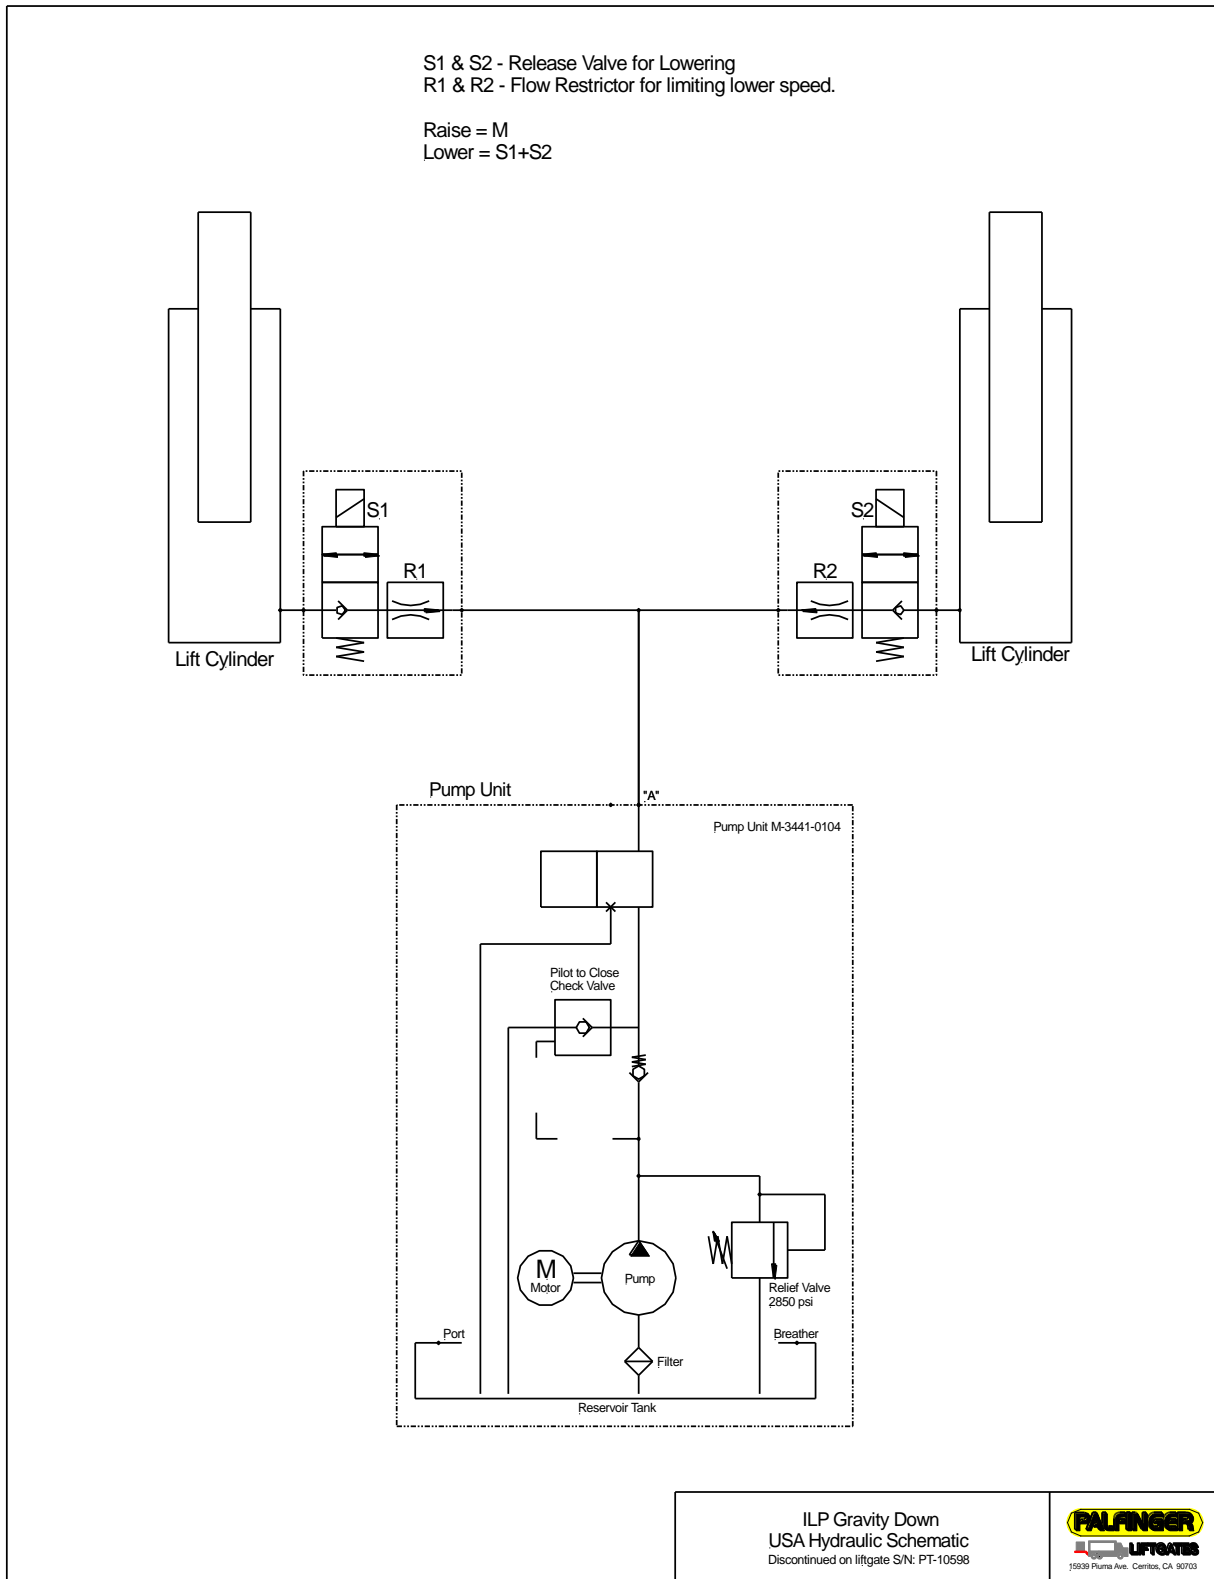 S1 & S2 - Release Valve for Lowering
R1 & R2 - Flow Restrictor for limiting lower speed.
Raise = M
Lower = S1+S2
S1
S2
R1
R2
Lift Cylinder
Lift Cylinder
Pump Unit
"A"
Pump Unit M-3441-0104
Pilot to Close
Check Valve
M
Motor
Pump
Relief Valve
2850 psi
Port
Breather
Filter
Reservoir Tank
ILP Gravity Down
USA Hydraulic Schematic
Discontinued on liftgate S/N: PT-10598
PALFINGER
LIFTGATES
15939 Piuma Ave. Cerritos, CA 90703